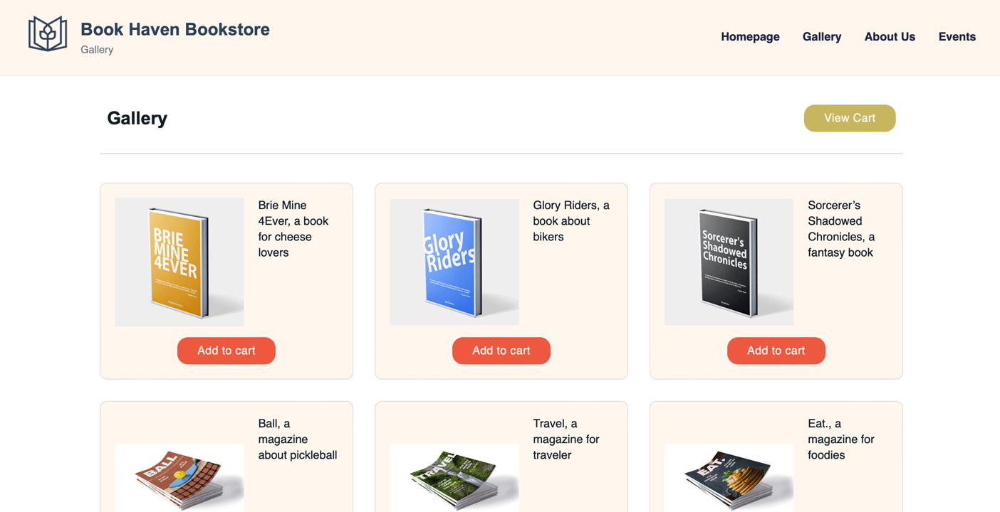 Book Haven Bookstore
Gallery
Homepage
Gallery
About Us
Events
Gallery
View Cart
BRIE
MINE
4EVER
Brie Mine
4Ever, a book
for cheese
lovers
Add to cart
Glory
Riders
Glory Riders, a
book about
bikers
Add to cart
Sorcerer's
Shadowed
Chronicles
Sorcerer’s
Shadowed
Chronicles, a
fantasy book
Add to cart
BALL
Ball, a
magazine
about pickleball
TRAVEL
Travel, a
magazine for
traveler
EAT.
Eat., a
magazine for
foodies